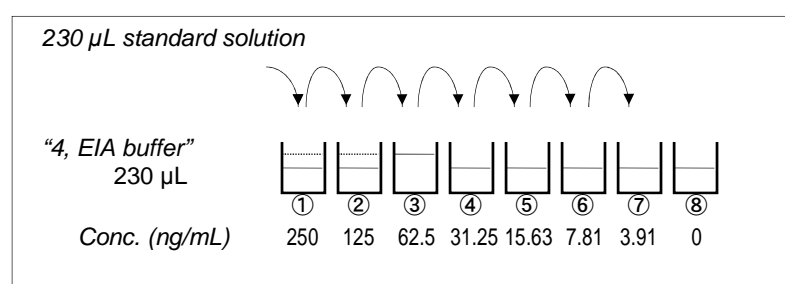 230 µL standard solution
“4, EIA buffer”
230 µL
① ② ③ ④ ⑤ ⑥ ⑦ ⑧
Conc. (ng/mL) 250 125 62.5 31.25 15.63 7.81 3.91 0